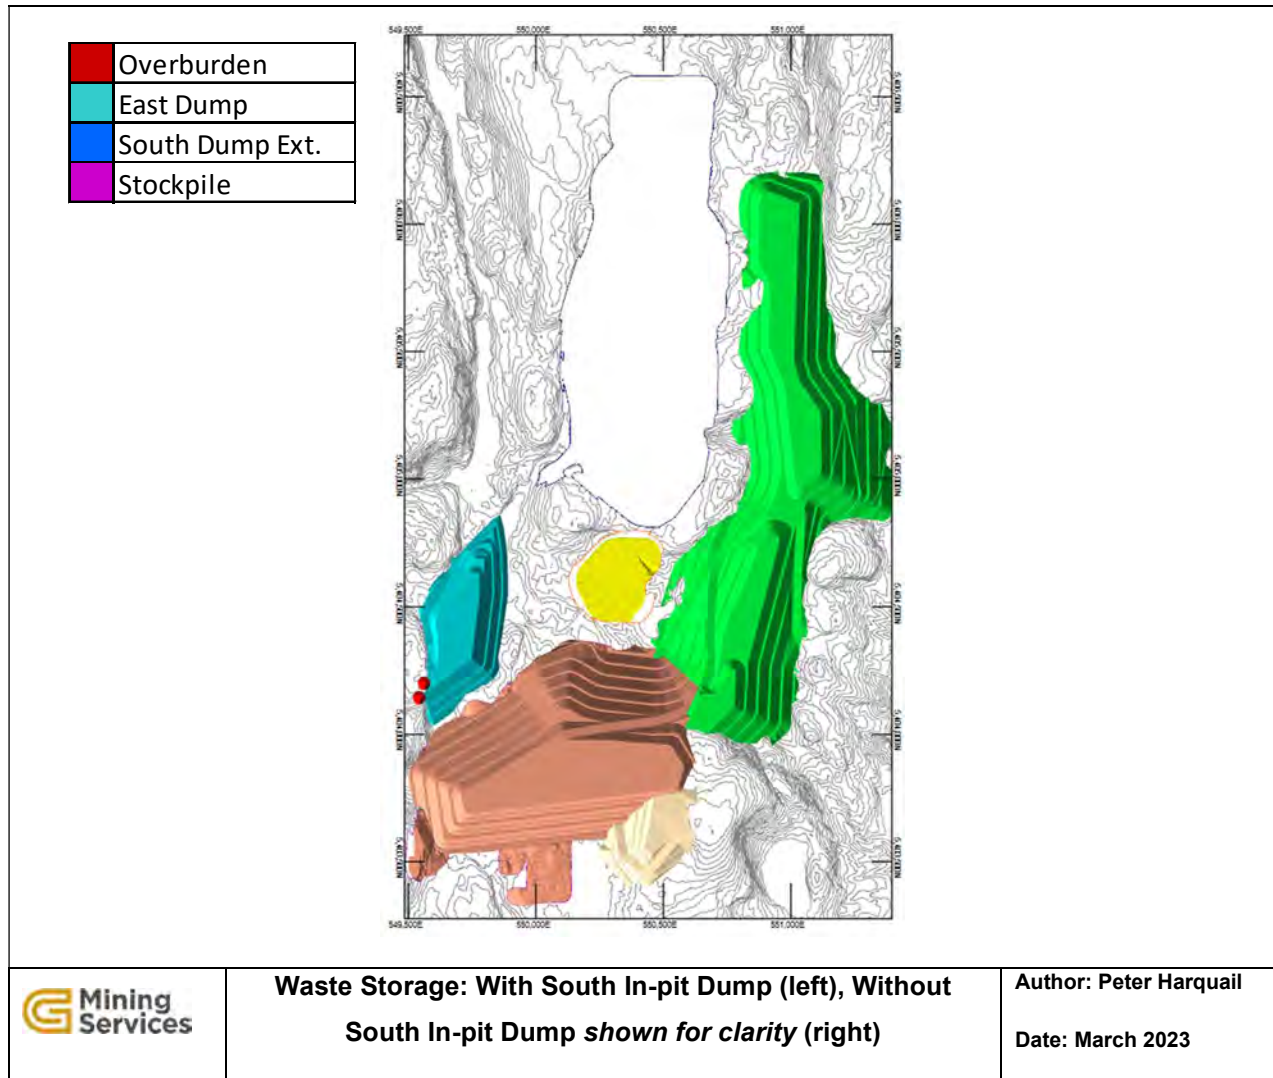 Overburden
East Dump
South Dump Ext.
Stockpile
549,500E 550,000E 550,500E 551,000E
549,500E 550,000E 550,500E 551,000E
G Mining
Services
Waste Storage: With South In-pit Dump (left), Without
South In-pit Dump shown for clarity (right)
Author: Peter Harquail
Date: March 2023